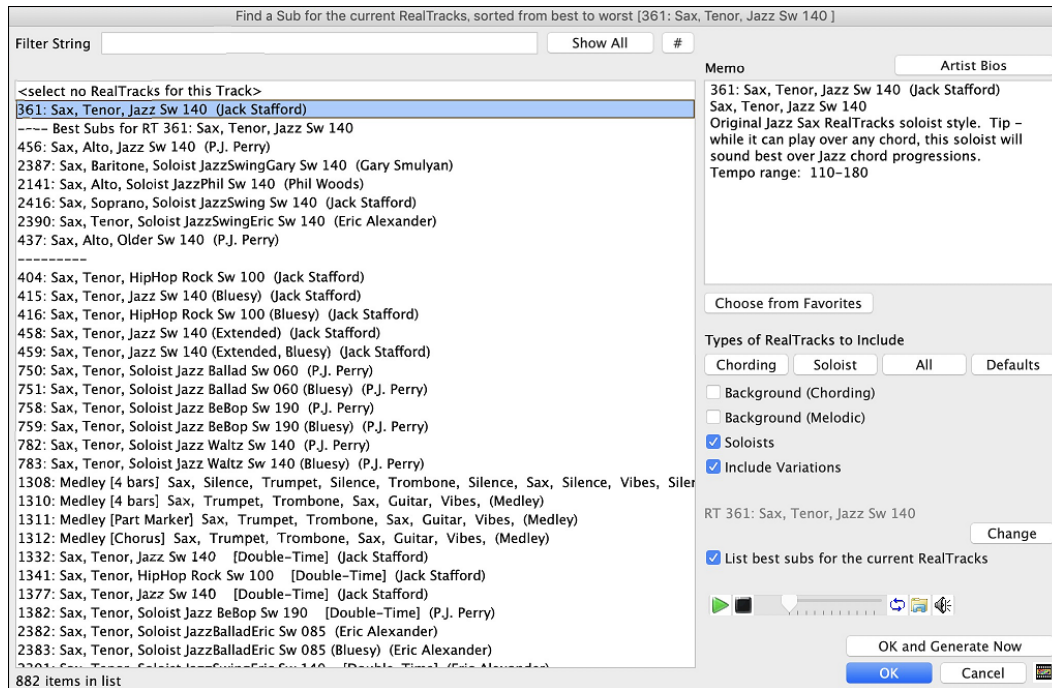 Find a Sub for the current RealTracks, sorted from best to worst [361: Sax, Tenor, Jazz Sw 140 ]
Filter String
Show All
#
<select no RealTracks for this Track>
361: Sax, Tenor, Jazz Sw 140 (Jack Stafford)
---- Best Subs for RT 361: Sax, Tenor, Jazz Sw 140
456: Sax, Alto, Jazz Sw 140 (P.J. Perry)
2387: Sax, Baritone, Soloist JazzSwingGary Sw 140 (Gary Smulyan)
2141: Sax, Alto, Soloist JazzPhil Sw 140 (Phil Woods)
2416: Sax, Soprano, Soloist JazzSwing Sw 140 (Jack Stafford)
2390: Sax, Tenor, Soloist JazzSwingEric Sw 140 (Eric Alexander)
437: Sax, Alto, Older Sw 140 (P.J. Perry)
---------
404: Sax, Tenor, HipHop Rock Sw 100 (Jack Stafford)
415: Sax, Tenor, Jazz Sw 140 (Bluesy) (Jack Stafford)
416: Sax, Tenor, HipHop Rock Sw 100 (Bluesy) (Jack Stafford)
458: Sax, Tenor, Jazz Sw 140 (Extended) (Jack Stafford)
459: Sax, Tenor, Jazz Sw 140 (Extended, Bluesy) (Jack Stafford)
750: Sax, Tenor, Soloist Jazz Ballad Sw 060 (P.J. Perry)
751: Sax, Tenor, Soloist Jazz Ballad Sw 060 (Bluesy) (P.J. Perry)
758: Sax, Tenor, Soloist Jazz BeBop Sw 190 (P.J. Perry)
759: Sax, Tenor, Soloist Jazz BeBop Sw 190 (Bluesy) (P.J. Perry)
782: Sax, Tenor, Soloist Jazz Waltz Sw 140 (P.J. Perry)
783: Sax, Tenor, Soloist Jazz Waltz Sw 140 (Bluesy) (P.J. Perry)
1308: Medley [4 bars] Sax, Silence, Trumpet, Silence, Trombone, Silence, Sax, Silence, Vibes, Siler
1310: Medley [4 bars] Sax, Trumpet, Trombone, Sax, Guitar, Vibes, (Medley)
1311: Medley [Part Marker] Sax, Trumpet, Trombone, Sax, Guitar, Vibes, (Medley)
1312: Medley [Chorus] Sax, Trumpet, Trombone, Sax, Guitar, Vibes, (Medley)
1332: Sax, Tenor, Jazz Sw 140 [Double-Time] (Jack Stafford)
1341: Sax, Tenor, HipHop Rock Sw 100 [Double-Time] (Jack Stafford)
1377: Sax, Tenor, Jazz Sw 140 [Double-Time] (Jack Stafford)
1382: Sax, Tenor, Soloist Jazz BeBop Sw 190 [Double-Time] (P.J. Perry)
2382: Sax, Tenor, Soloist JazzBalladEric Sw 085 (Eric Alexander)
2383: Sax, Tenor, Soloist JazzBalladEric Sw 085 (Bluesy) (Eric Alexander)
882 items in list
Memo
Artist Bios
361: Sax, Tenor, Jazz Sw 140 (Jack Stafford)
Sax, Tenor, Jazz Sw 140
Original Jazz Sax RealTracks soloist style. Tip -
while it can play over any chord, this soloist will
sound best over Jazz chord progressions.
Tempo range: 110-180
Choose from Favorites
Types of RealTracks to Include
Chording
Soloist
All
Defaults
Background (Chording)
Background (Melodic)
Soloists
Include Variations
RT 361: Sax, Tenor, Jazz Sw 140
Change
List best subs for the current RealTracks
OK and Generate Now
OK
Cancel